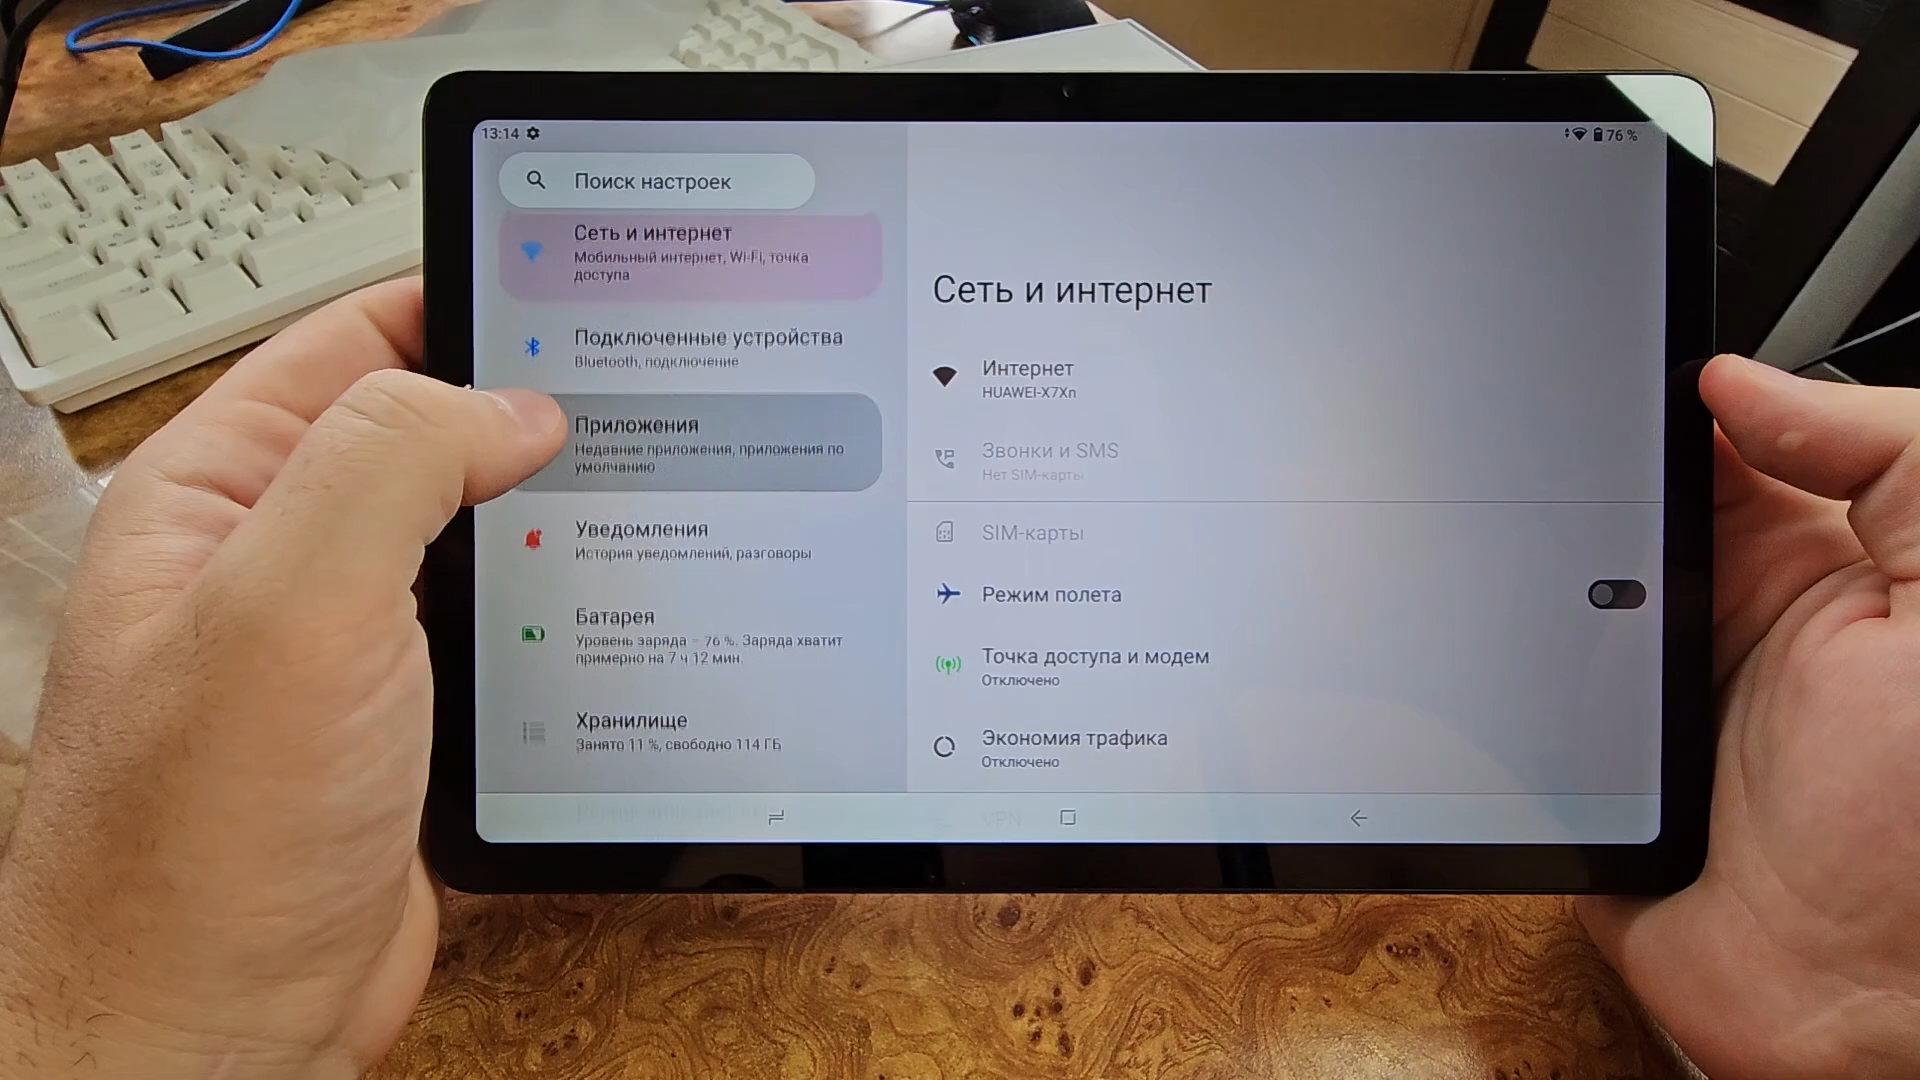 13:14
76 %
Поиск настроек
Сеть и интернет
Мобильный интернет, Wi-Fi, точка
доступа
Подключенные устройства
Bluetooth, подключение
Приложения
Недавние приложения, приложения по
умолчанию
Уведомления
История уведомлений, разговоры
Батарея
Уровень заряда – 76 %. Заряда хватит
примерно на 7 ч 12 мин.
Хранилище
Занято 11 %, свободно 114 ГБ
Сеть и интернет
Интернет
HUAWEI-X7Xn
Звонки и SMS
Нет SIM-карты
SIM-карты
Режим полета
Точка доступа и модем
Отключено
Экономия трафика
Отключено
VPN